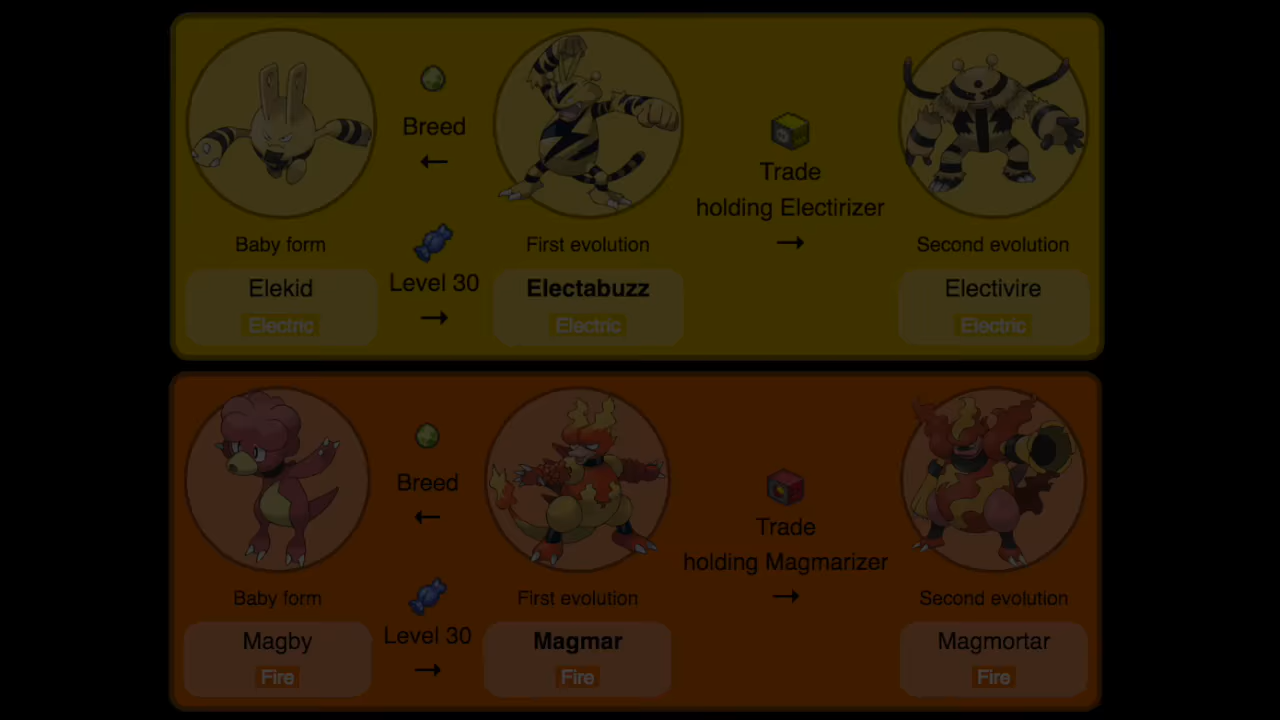 Breed
←
Trade
holding Electirizer
→
Baby form
First evolution
Second evolution
Level 30
→
Elekid
Electabuzz
Electivire
Electric
Electric
Electric
Breed
←
Trade
holding Magmarizer
→
Baby form
First evolution
Second evolution
Level 30
→
Magby
Magmar
Magmortar
Fire
Fire
Fire